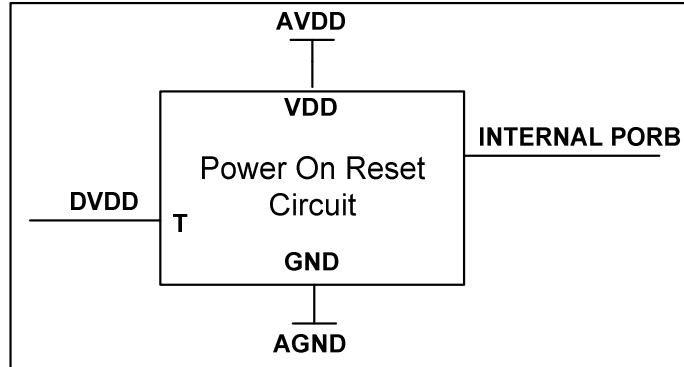 AVDD
VDD
INTERNAL PORB
Power On Reset
Circuit
DVDD
T
GND
AGND